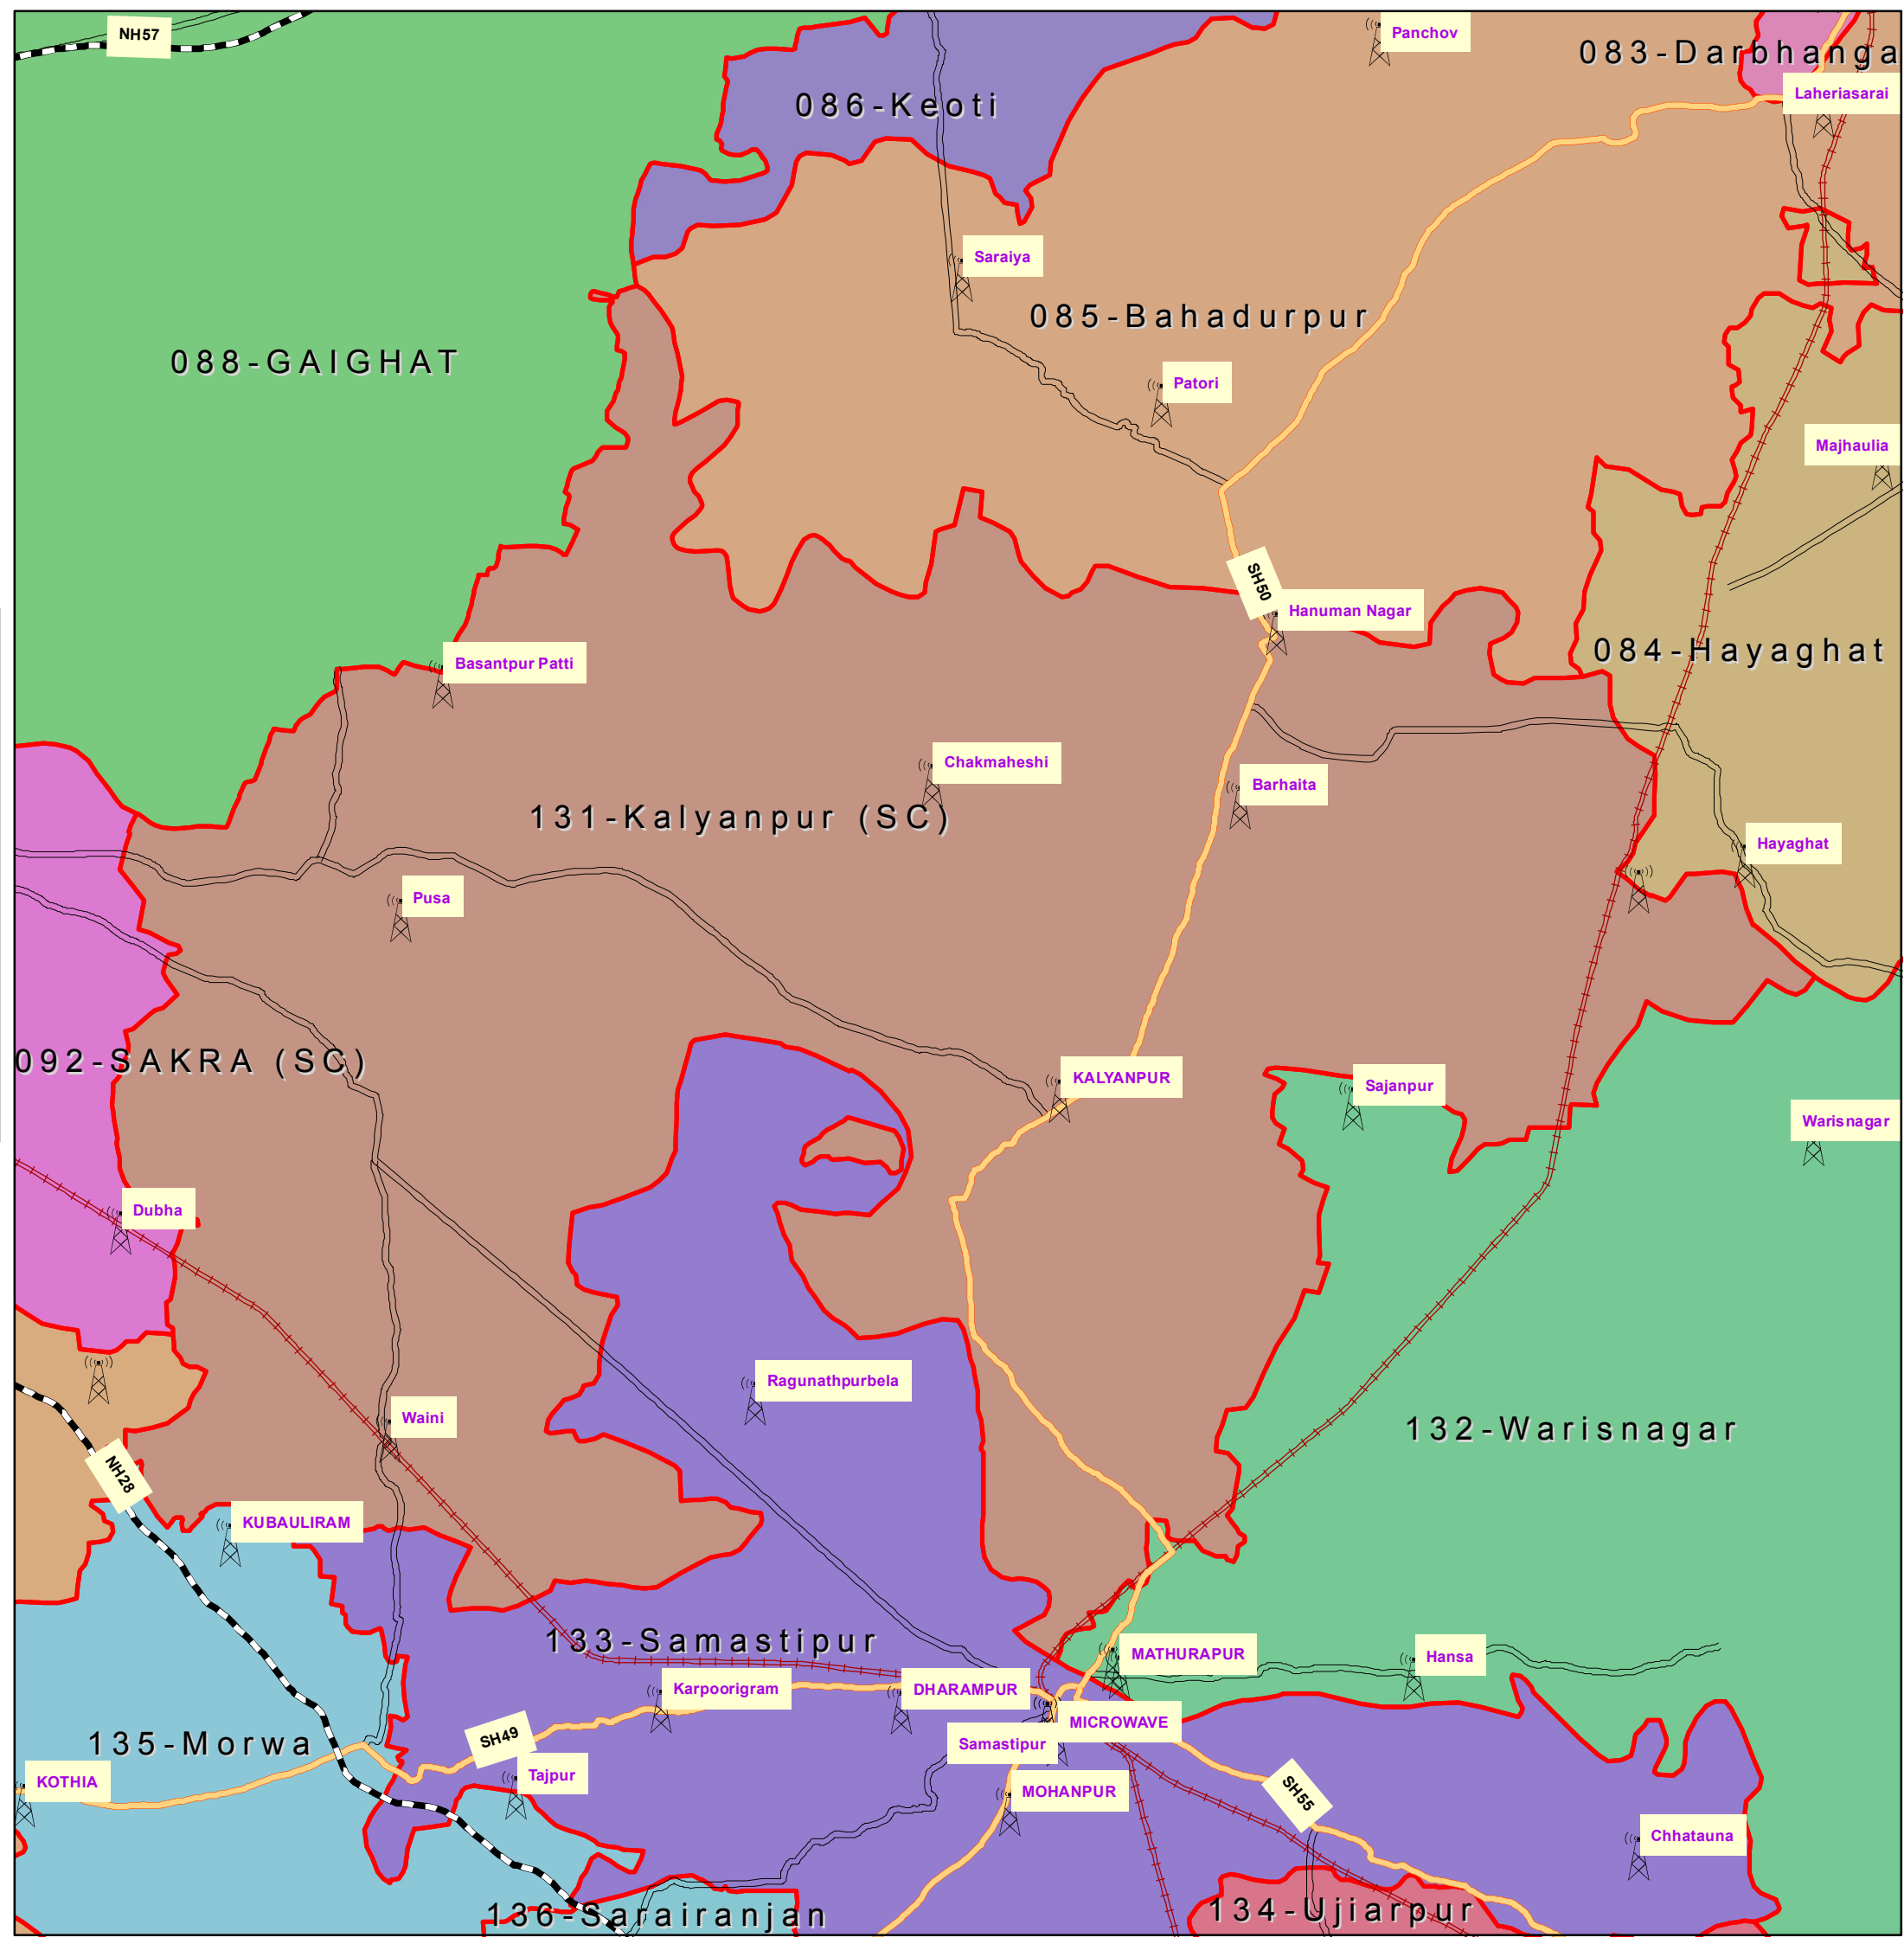 NH57
Panchov
083-Darbhanga
Laheriasarai
086-Keoti
Saraiya
085-Bahadurpur
088-GAIGHAT
Patori
Majhaulia
SH50
Hanuman Nagar
084-Hayaghat
Basantpur Patti
Chakmaheshi
Barhaita
131-Kalyanpur (SC)
Hayaghat
Pusa
092-SAKRA (SC)
KALYANPUR
Sajanpur
Warisnagar
Dubha
Ragunathpurbela
Waini
132-Warisnagar
NH28
KUBAULIRAM
133-Samastipur
MATHURAPUR
Hansa
Karpoorigram
DHARAMPUR
MICROWAVE
135-Morwa
SH49
Samastipur
KOTHIA
Tajpur
MOHANPUR
SH55
Chhatauna
136-Sarairanjan
134-Ujiarpur